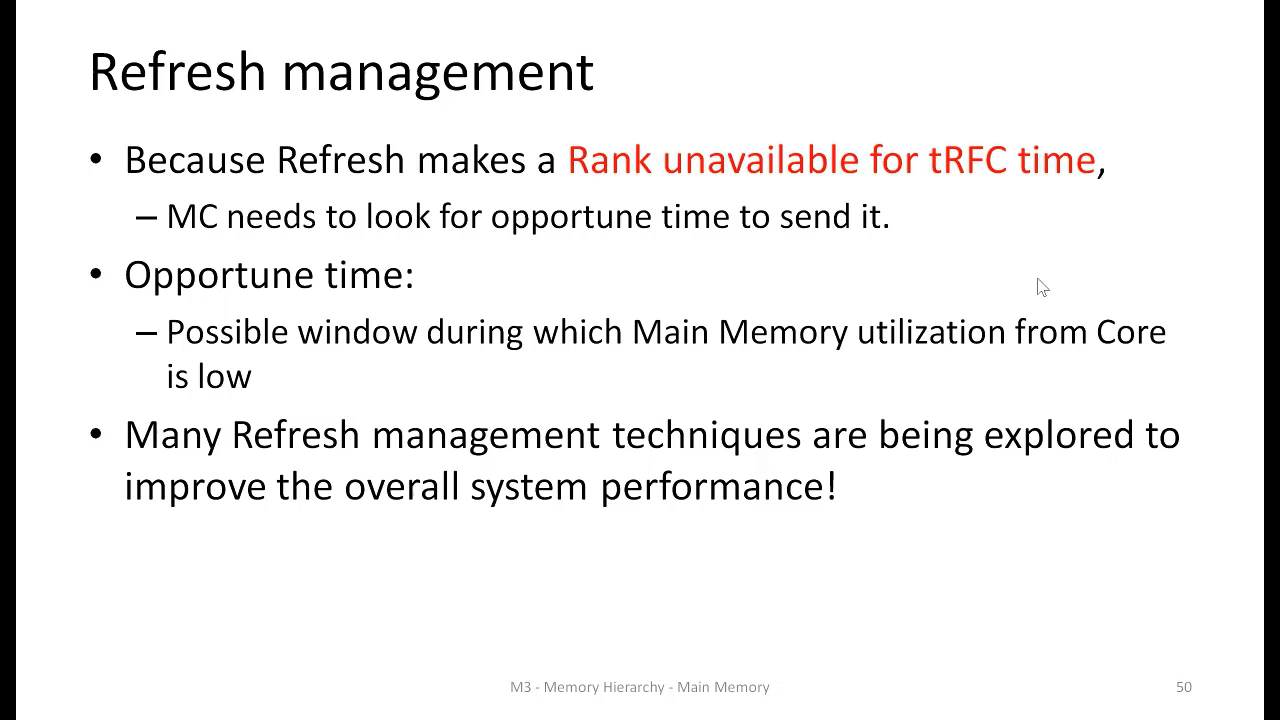 Refresh management
• Because Refresh makes a Rank unavailable for tRFC time,
– MC needs to look for opportune time to send it.
• Opportune time:
– Possible window during which Main Memory utilization from Core
is low
• Many Refresh management techniques are being explored to
improve the overall system performance!
M3 - Memory Hierarchy - Main Memory
50